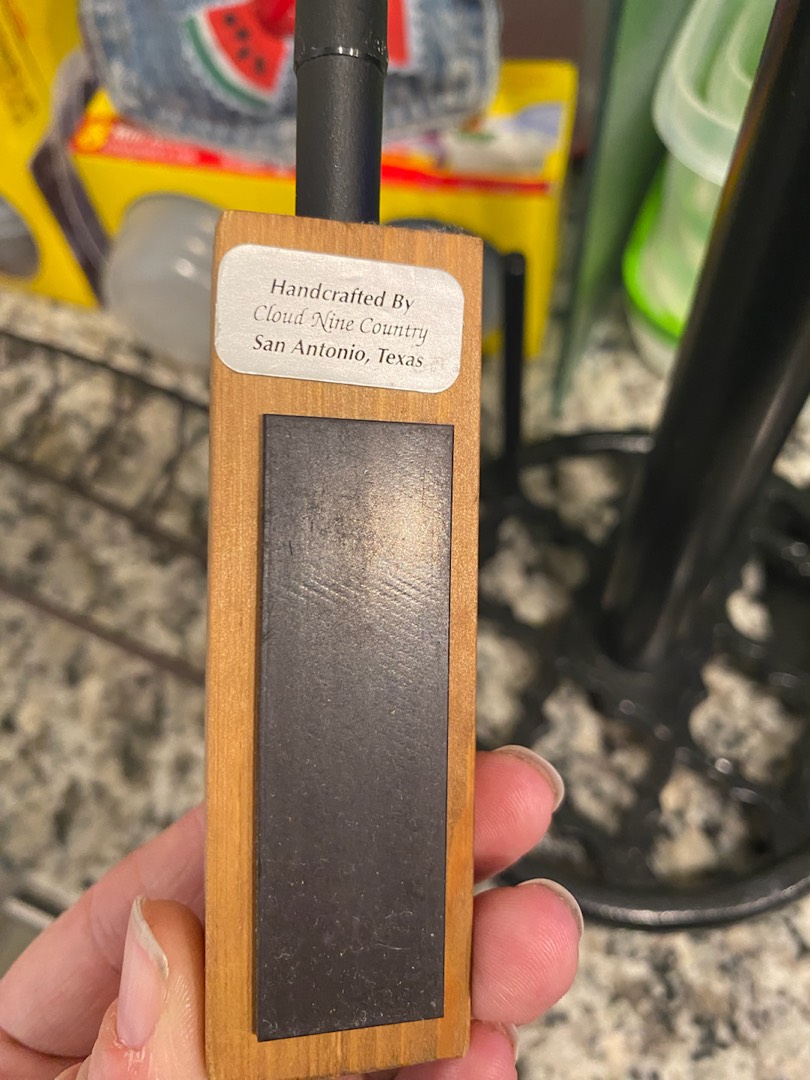 Handcrafted By
Cloud Nine Country
San Antonio, Texas